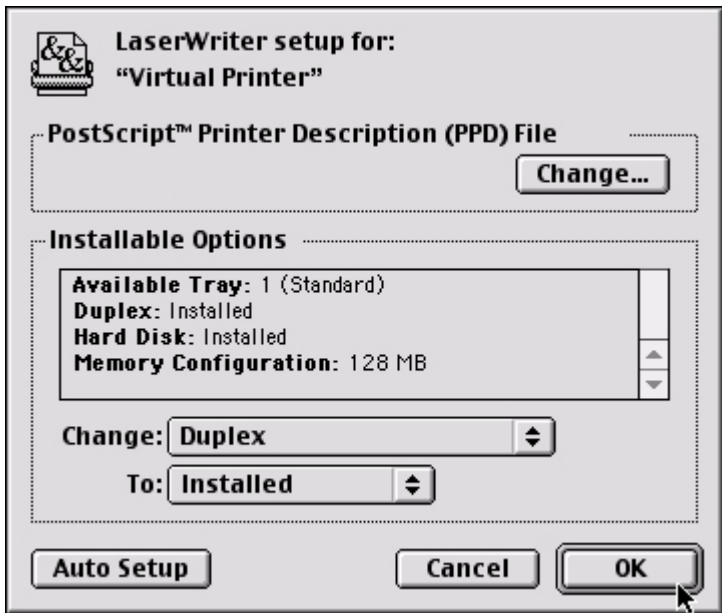 LaserWriter setup for:
“Virtual Printer”
PostScript™ Printer Description (PPD) File
Change...
Installable Options
Available Tray: 1 (Standard)
Duplex: Installed
Hard Disk: Installed
Memory Configuration: 128 MB
Change: Duplex
To: Installed
Auto Setup Cancel OK